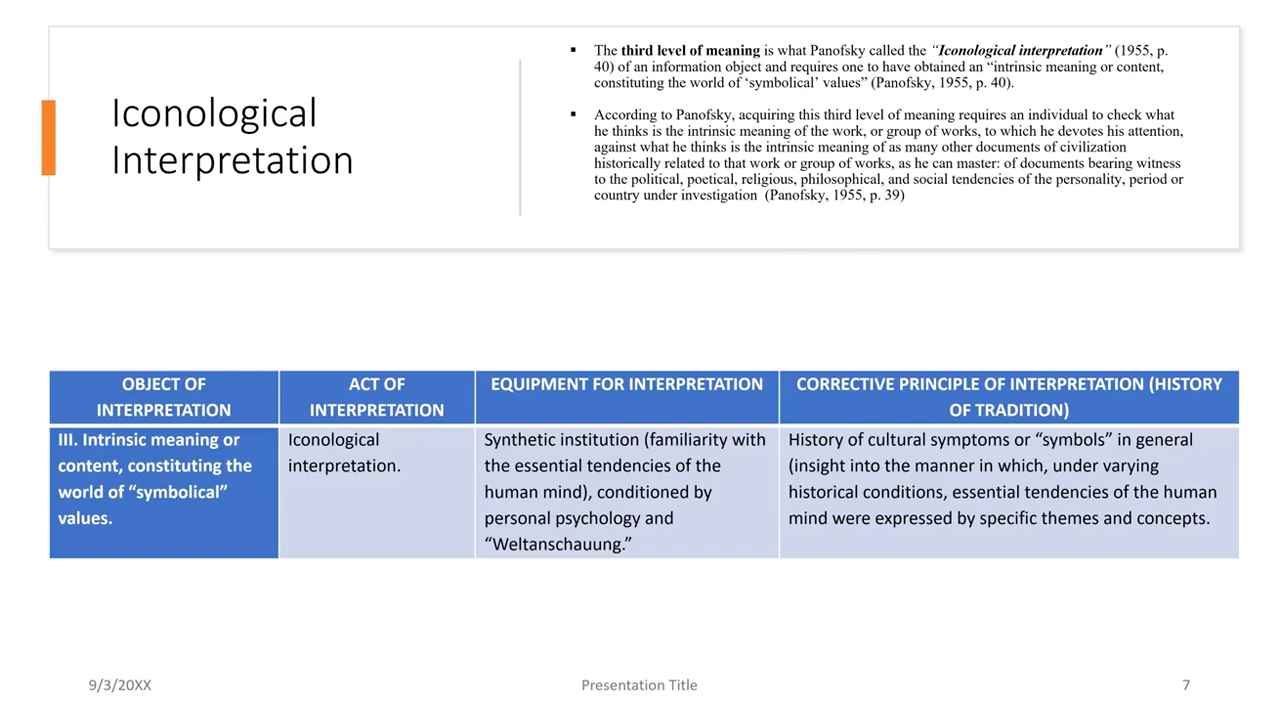 Iconological
Interpretation
▪ The third level of meaning is what Panofsky called the “Iconological interpretation” (1955, p.
40) of an information object and requires one to have obtained an “intrinsic meaning or content,
constituting the world of ‘symbolical’ values” (Panofsky, 1955, p. 40).
▪ According to Panofsky, acquiring this third level of meaning requires an individual to check what
he thinks is the intrinsic meaning of the work, or group of works, to which he devotes his attention,
against what he thinks is the intrinsic meaning of as many other documents of civilization
historically related to that work or group of works, as he can master: of documents bearing witness
to the political, poetical, religious, philosophical, and social tendencies of the personality, period or
country under investigation (Panofsky, 1955, p. 39)
OBJECT OF
INTERPRETATION
ACT OF
INTERPRETATION
EQUIPMENT FOR INTERPRETATION
CORRECTIVE PRINCIPLE OF INTERPRETATION (HISTORY
OF TRADITION)
III. Intrinsic meaning or
content, constituting the
world of “symbolical”
values.
Iconological
interpretation.
Synthetic institution (familiarity with
the essential tendencies of the
human mind), conditioned by
personal psychology and
“Weltanschauung.”
History of cultural symptoms or “symbols” in general
(insight into the manner in which, under varying
historical conditions, essential tendencies of the human
mind were expressed by specific themes and concepts.
9/3/20XX
Presentation Title
7